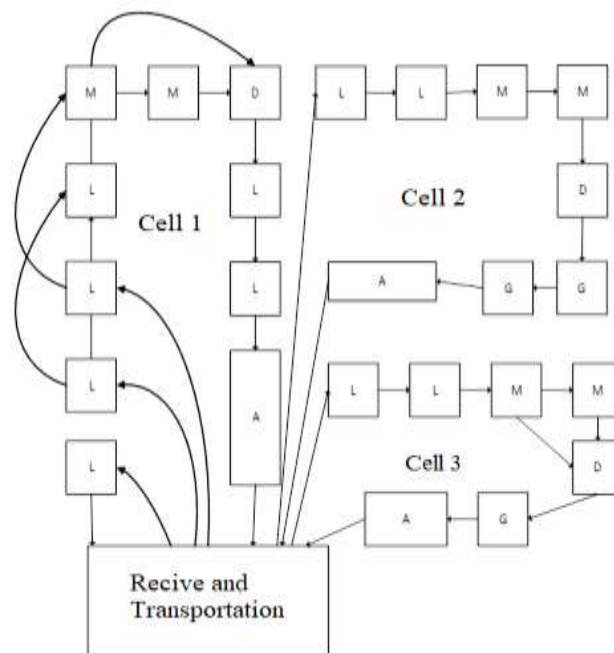 M M D L L M M
L L D
Cell 1 Cell 2
L L A G G
L L L M M
L A Cell 3 D
A G
Recive and
Transportation